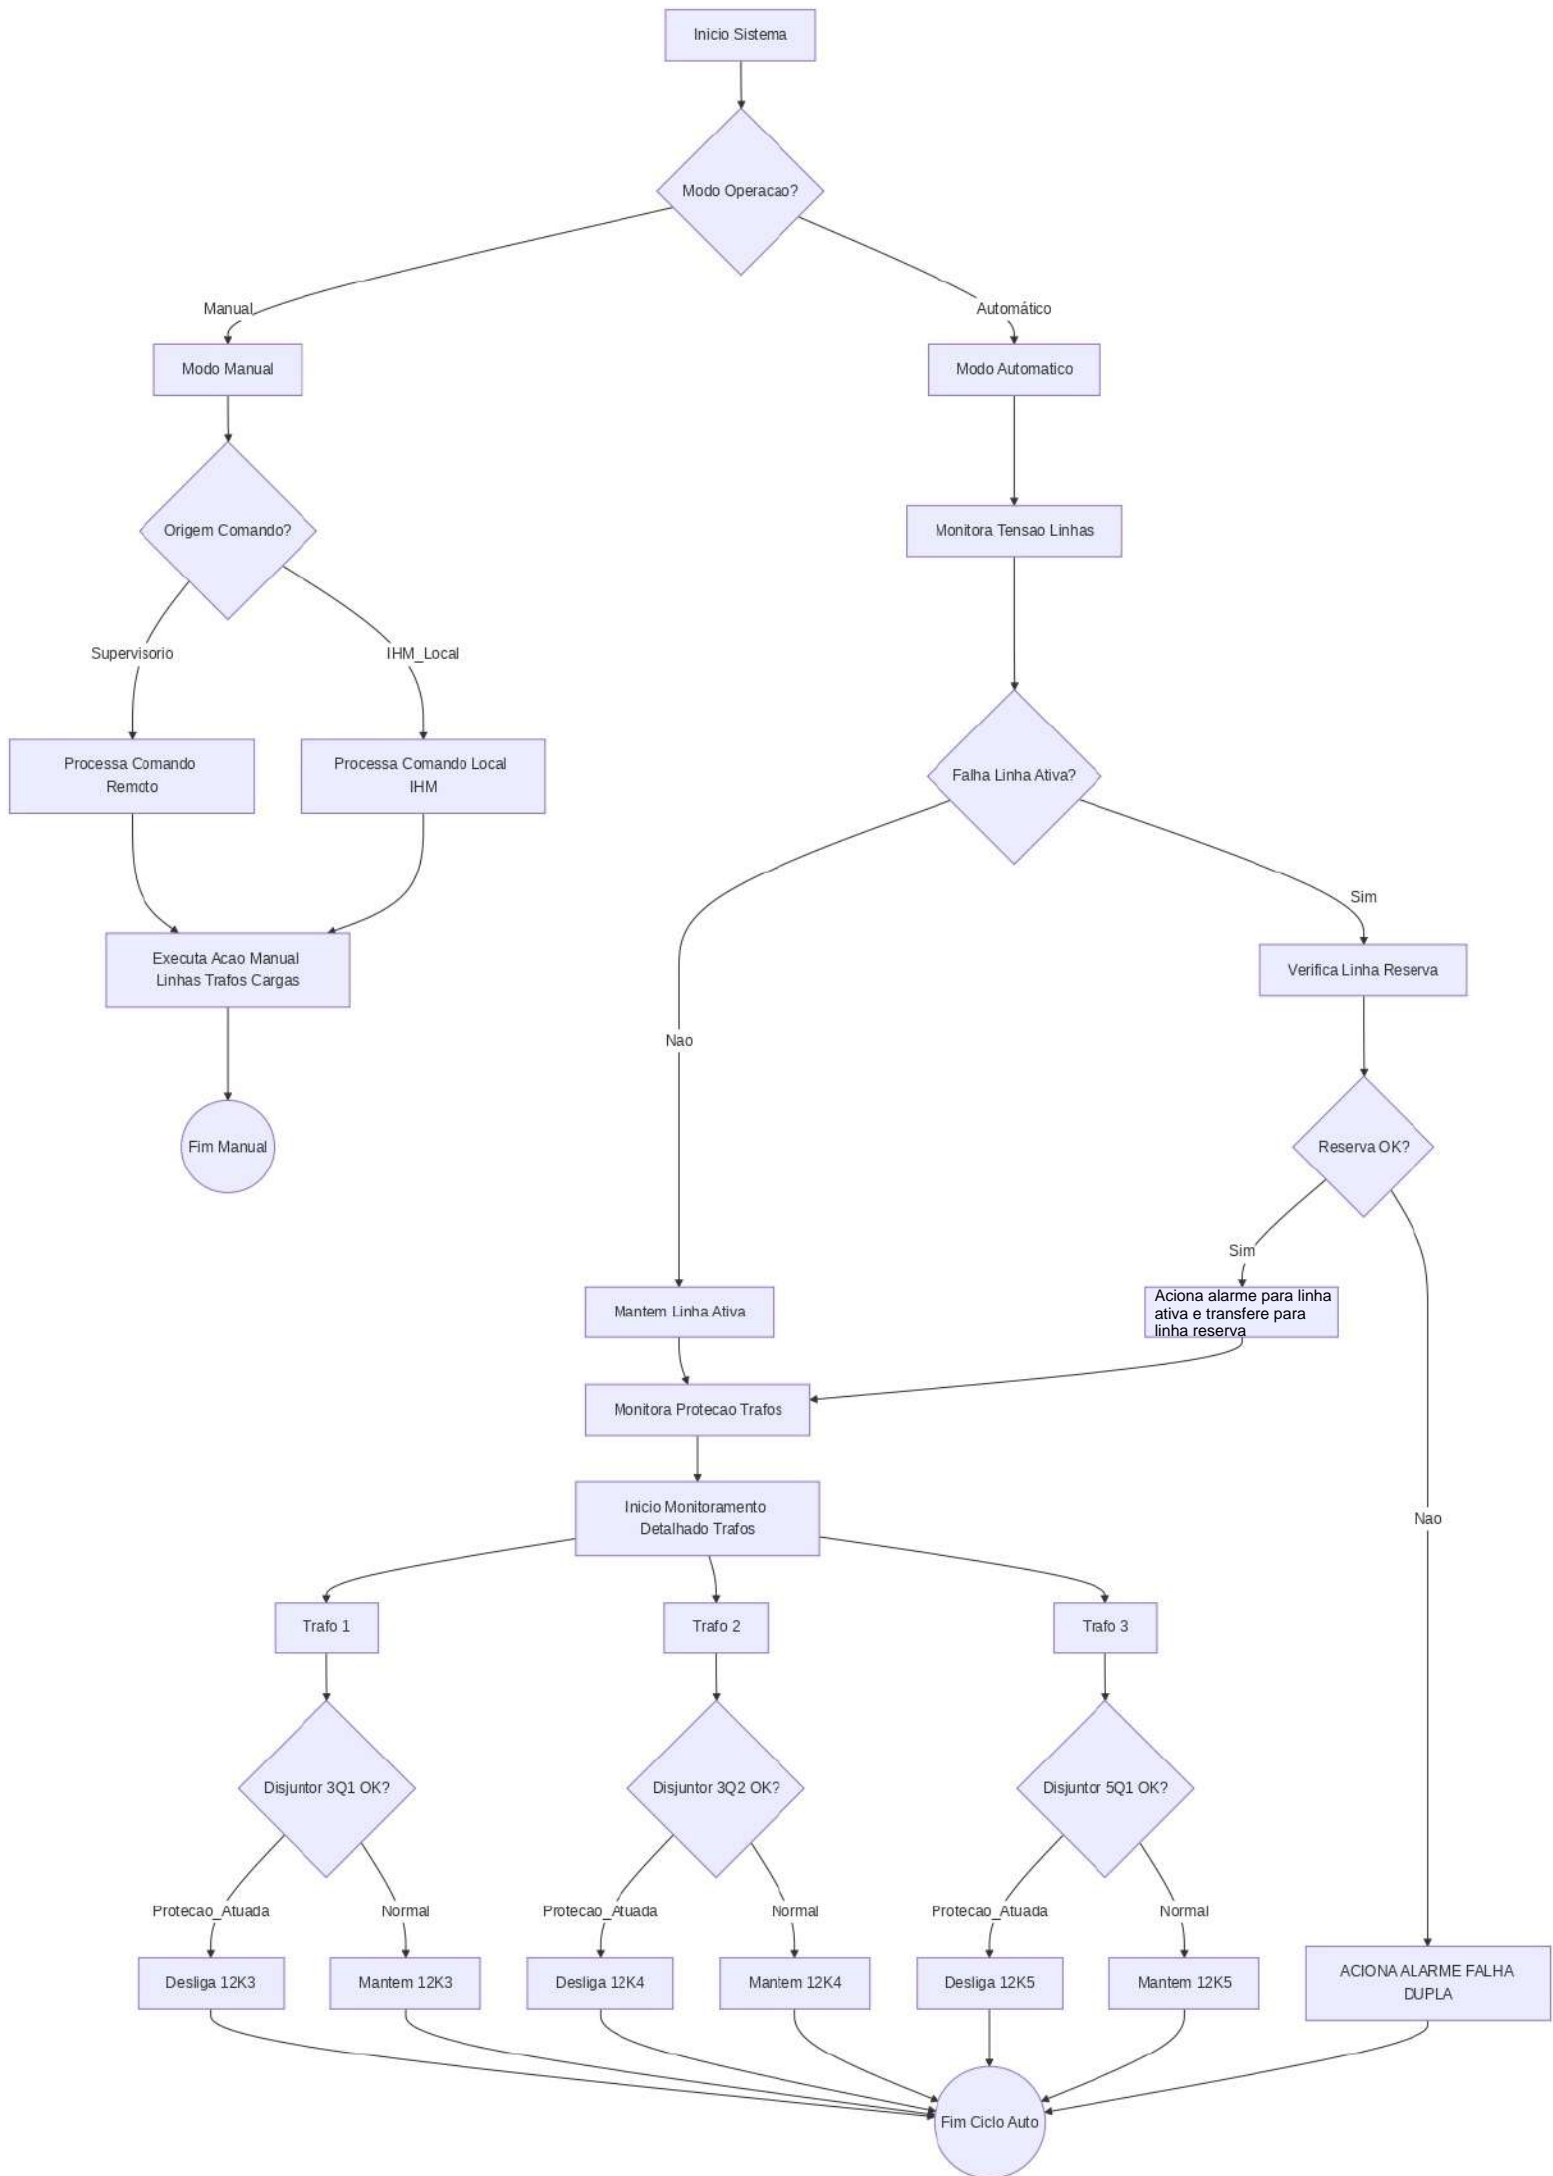 Inicio Sistema
Modo Operacao?
Manual
Automático
Modo Manual
Modo Automatico
Origem Comando?
Monitora Tensao Linhas
Supervisorio
IHM_Local
Processa Comando
Remoto
Processa Comando Local
IHM
Falha Linha Ativa?
Sim
Executa Acao Manual
Linhas Trafos Cargas
Verifica Linha Reserva
Nao
Fim Manual
Reserva OK?
Sim
Mantem Linha Ativa
Aciona alarme para linha
ativa e transfere para
linha reserva
Monitora Protecao Trafos
Inicio Monitoramento
Detalhado Trafos
Nao
Trafo 1
Trafo 2
Trafo 3
Disjuntor 3Q1 OK?
Disjuntor 3Q2 OK?
Disjuntor 5Q1 OK?
Protecao_Atuada
Normal
Protecao_Atuada
Normal
Protecao_Atuada
Normal
Desliga 12K3
Mantem 12K3
Desliga 12K4
Mantem 12K4
Desliga 12K5
Mantem 12K5
ACIONA ALARME FALHA
DUPLA
Fim Ciclo Auto